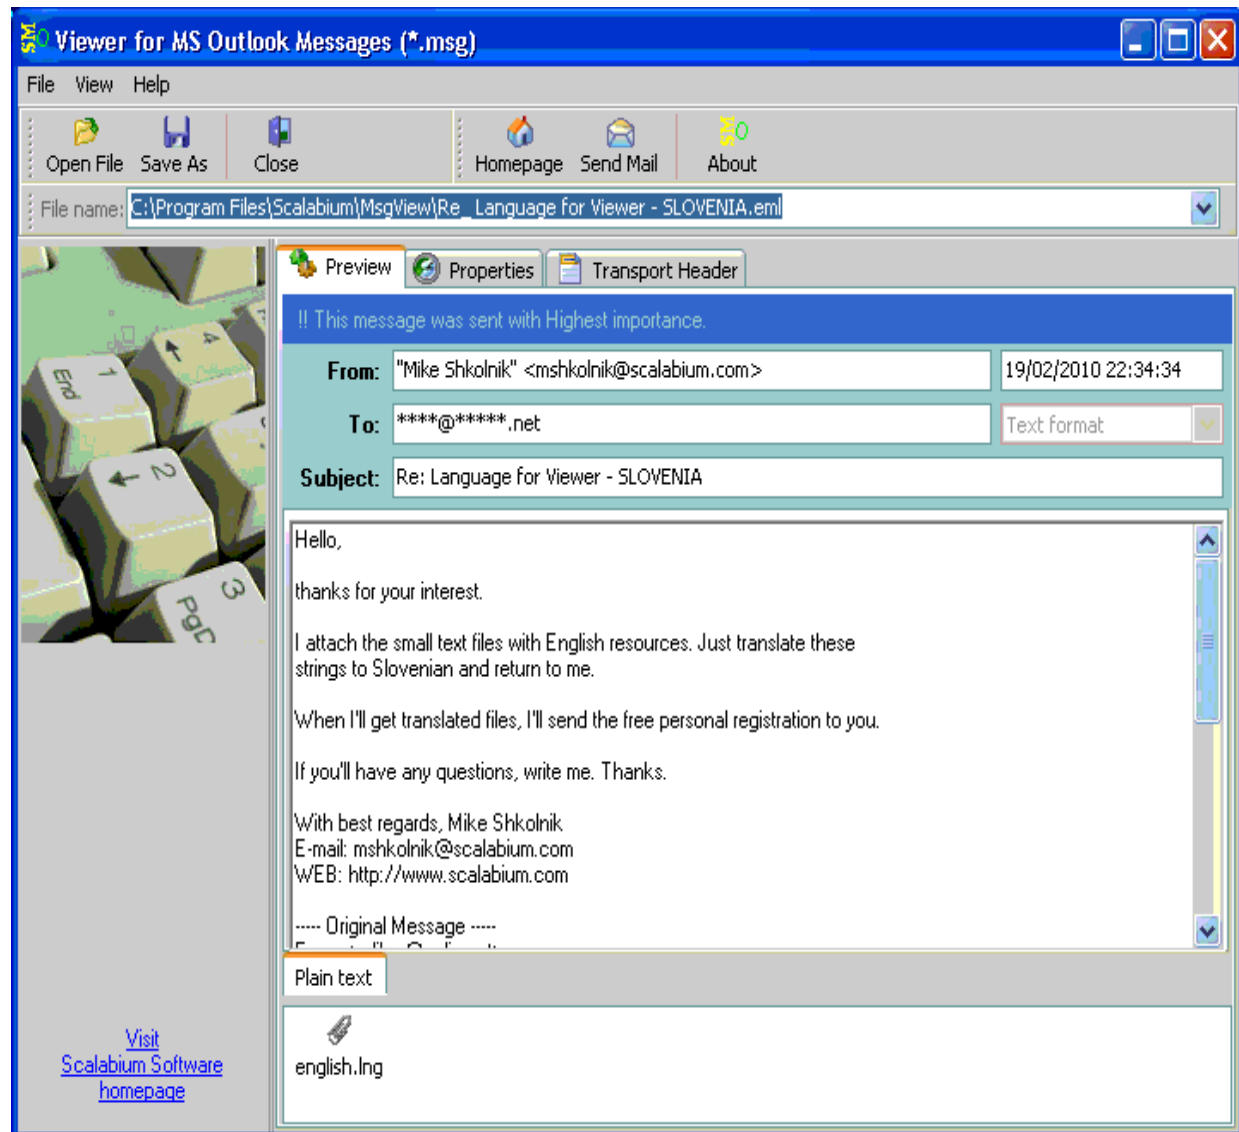 SMO Viewer for MS Outlook Messages (*.msg)
File View Help
Open File Save As Close Homepage Send Mail About
File name: C:\Program Files\Scalabium\MsgView\Re_ Language for Viewer - SLOVENIA.eml
Preview Properties Transport Header
!! This message was sent with Highest importance.
From: "Mike Shkolnik" <mshkolnik@scalabium.com> 19/02/2010 22:34:34
To: ****@*****.net Text format
Subject: Re: Language for Viewer - SLOVENIA
Hello,
thanks for your interest.
I attach the small text files with English resources. Just translate these
strings to Slovenian and return to me.
When I'll get translated files, I'll send the free personal registration to you.
If you'll have any questions, write me. Thanks.
With best regards, Mike Shkolnik
E-mail: mshkolnik@scalabium.com
WEB: http://www.scalabium.com
----- Original Message -----
Plain text
english.lng
1
End
4
2
3
PgD
Visit
Scalabium Software
homepage